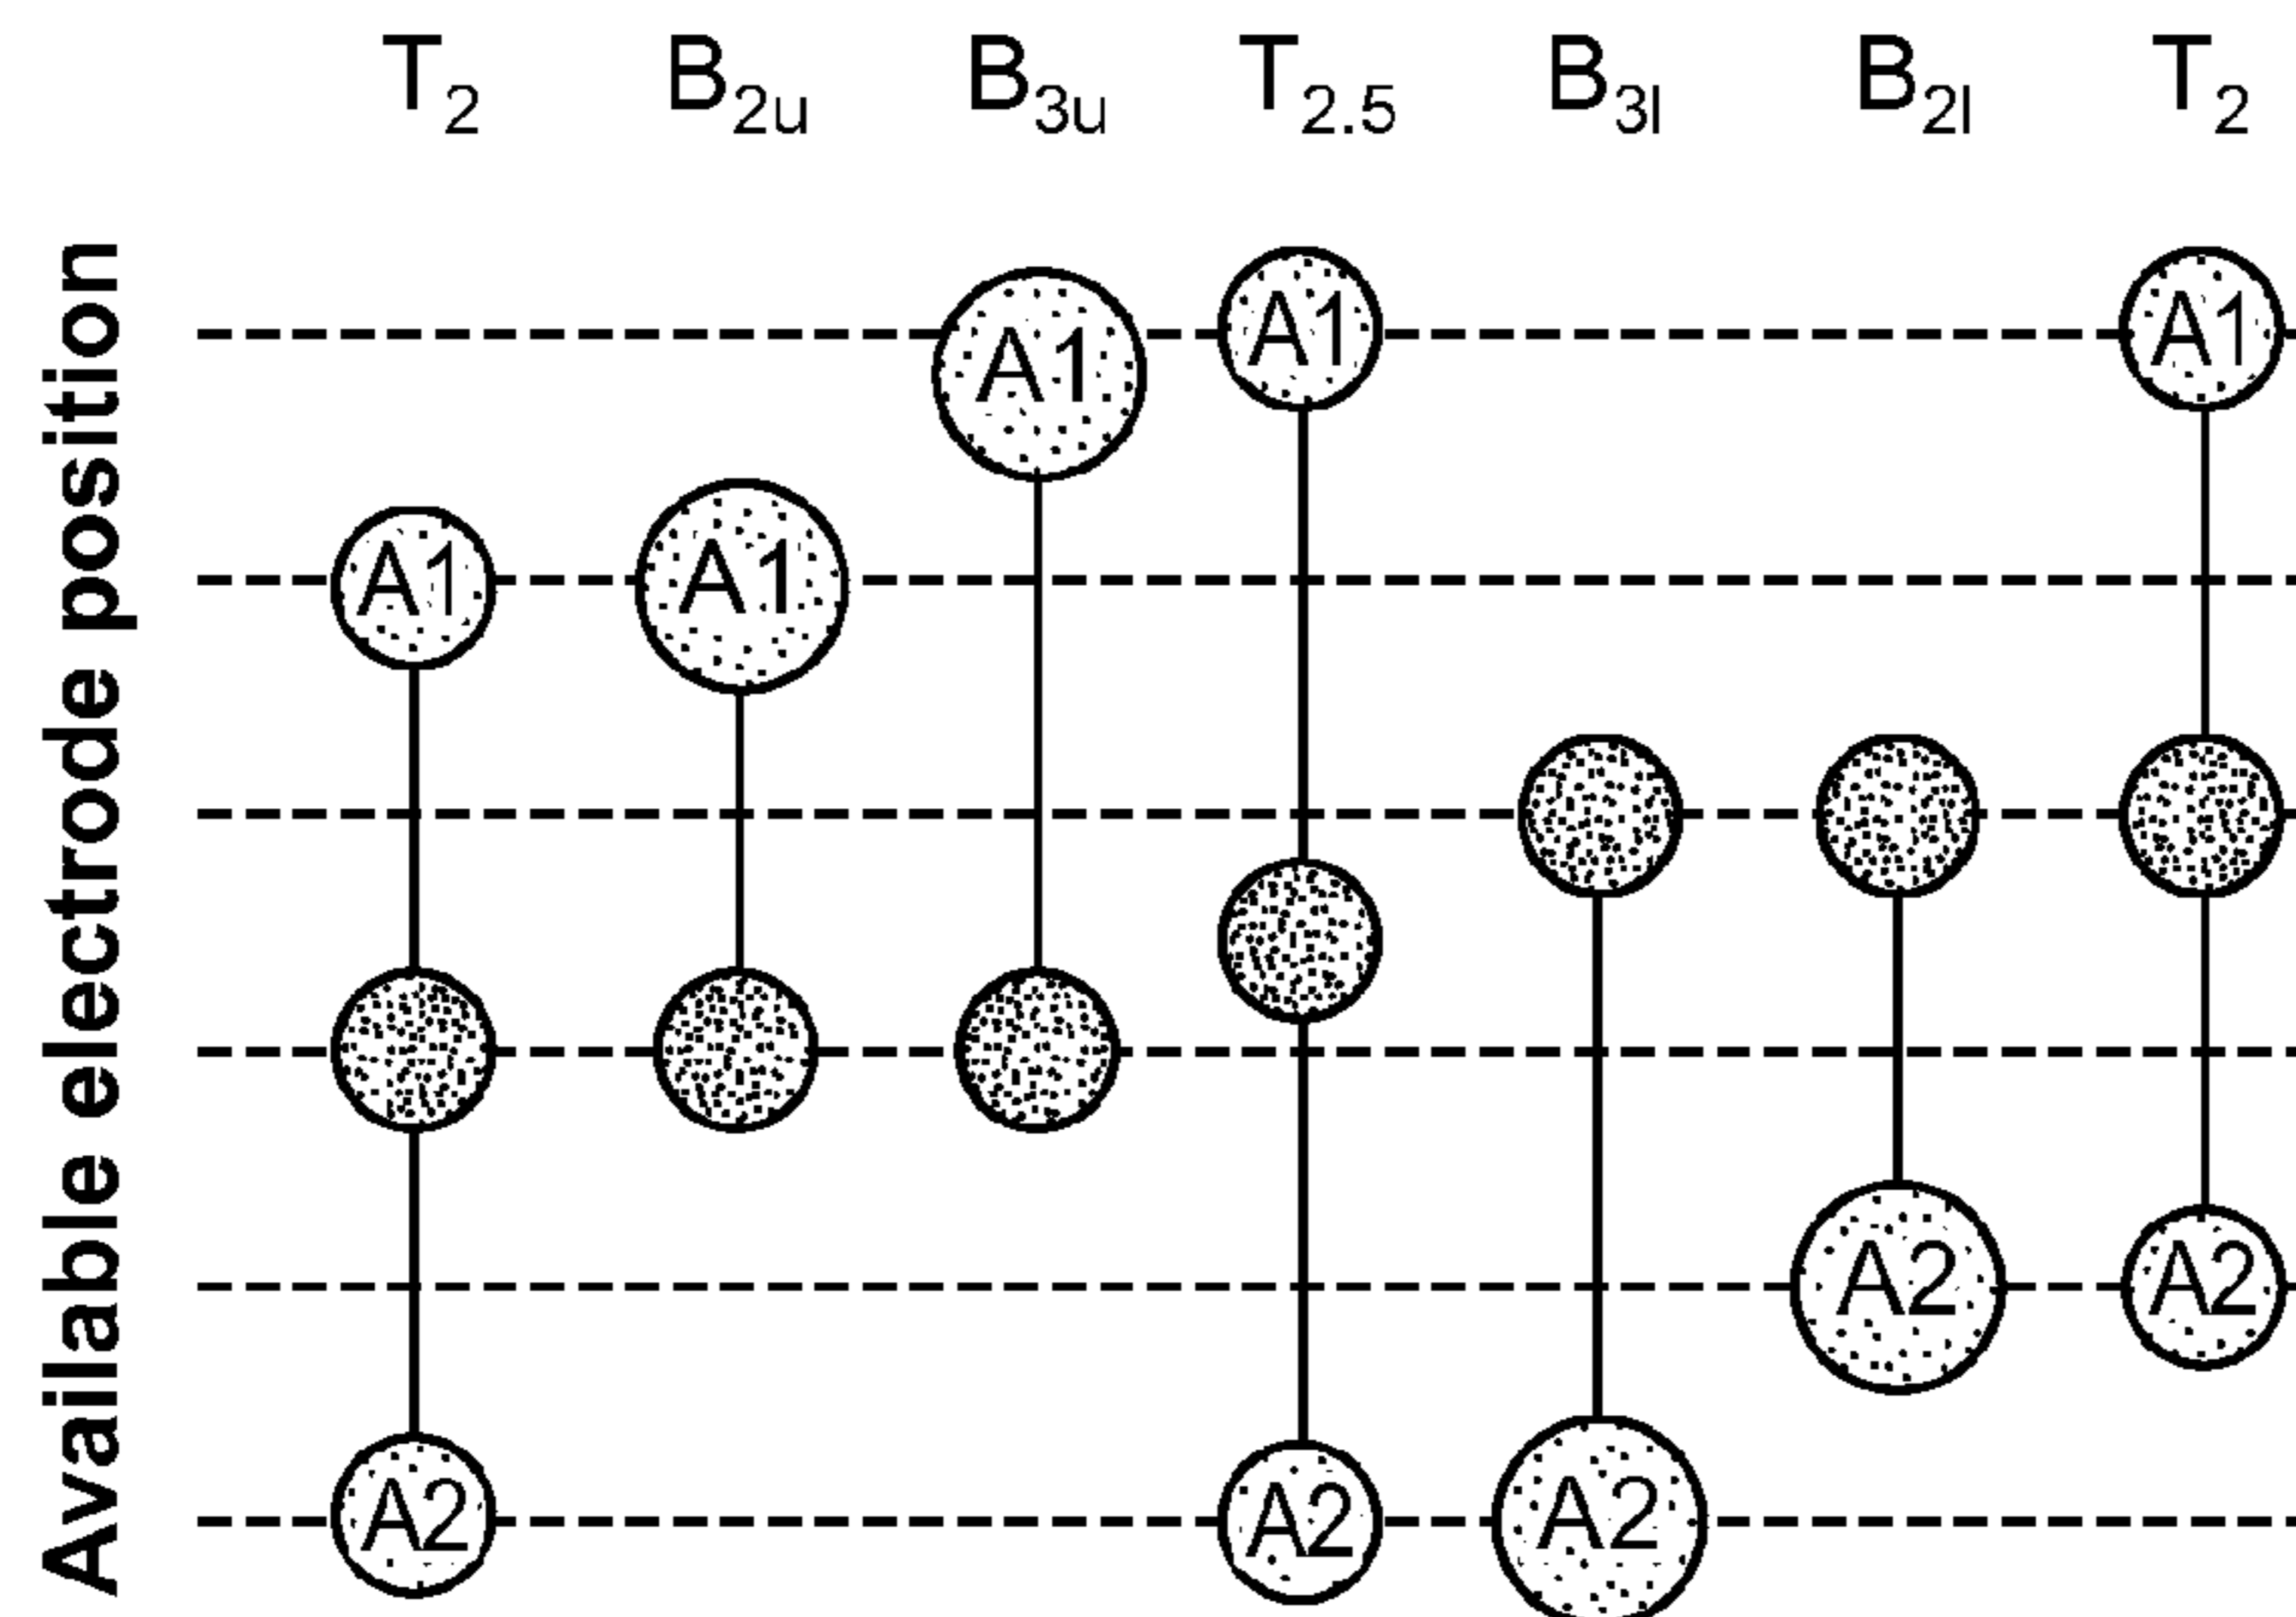 T2 B2u B3u T2.5 B3l B2l T2
Available electrode position
A1 A1
A1
A1 A1
A2 A2
A2 A2 A2